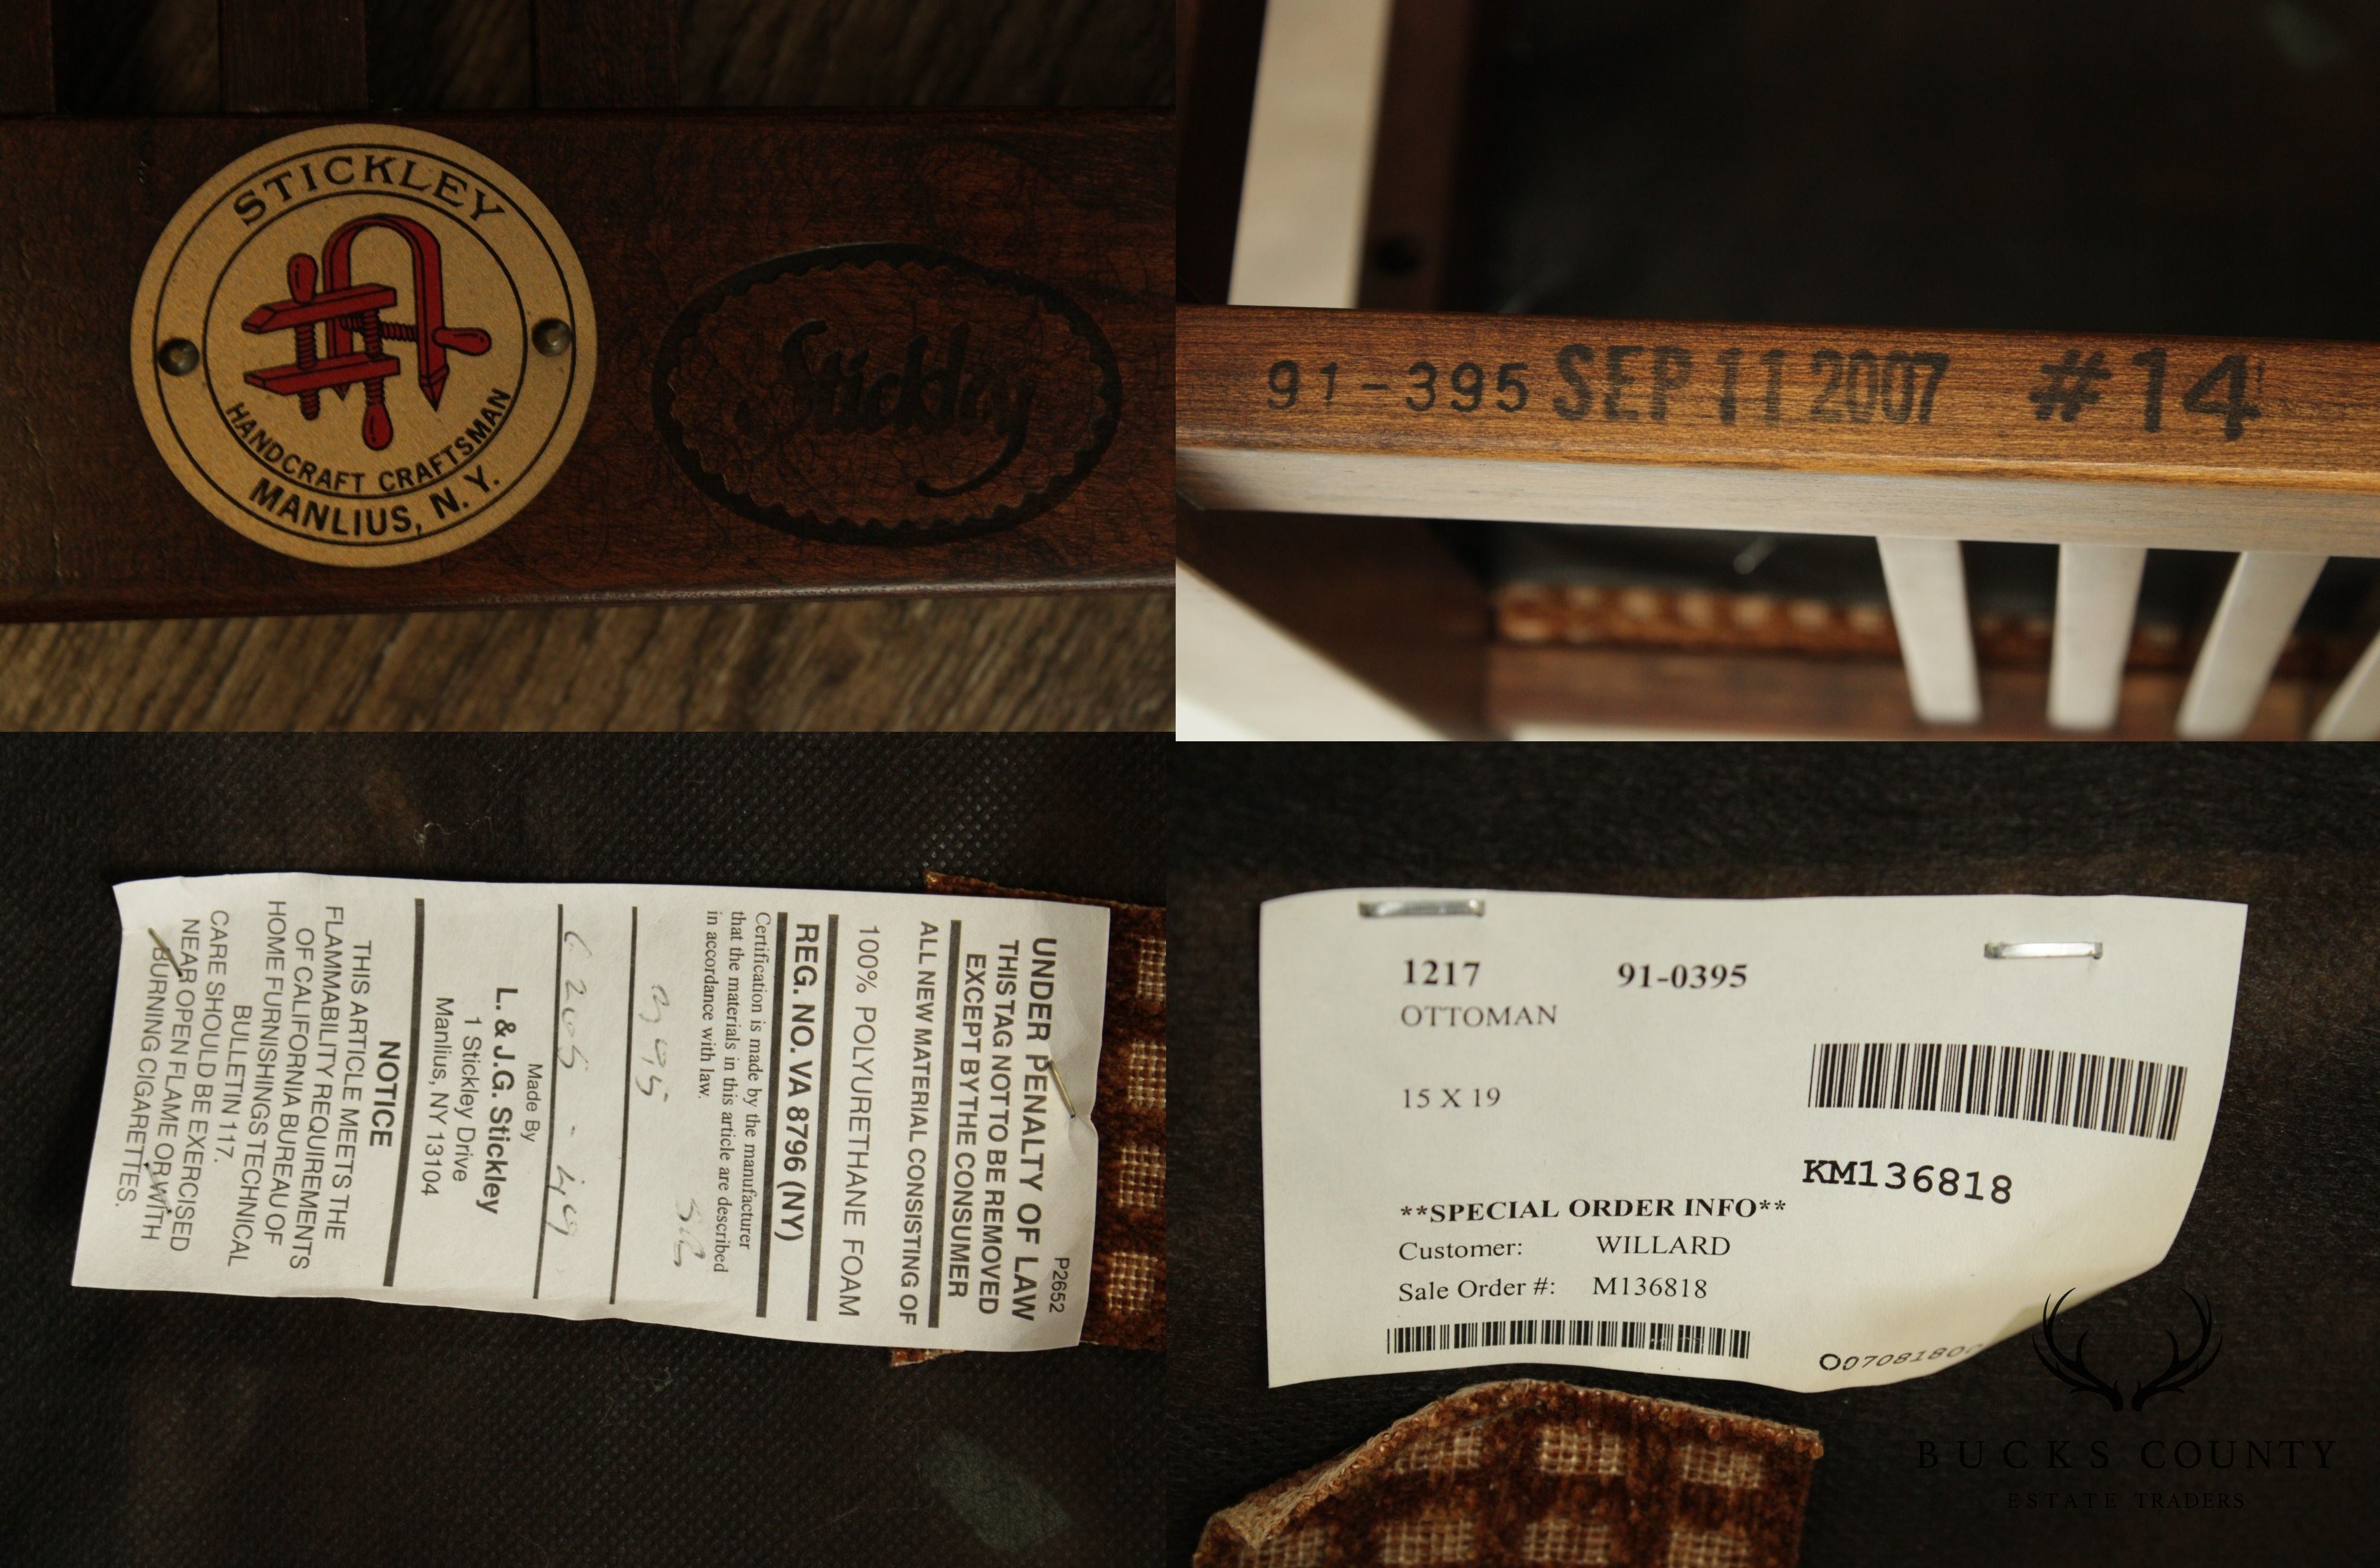 STICKLEY
HANDCRAFT CRAFTSMAN
MANLIUS, N.Y.
Stickley
91-395 SEP 11 2007 #14
P2652
UNDER PENALTY OF LAW
THIS TAG NOT TO BE REMOVED
EXCEPT BY THE CONSUMER
ALL NEW MATERIAL CONSISTING OF
100% POLYURETHANE FOAM
REG. NO. VA 8796 (NY)
Certification is made by the manufacturer
that the materials in this article are described
in accordance with law.
Made By
L. & J.G. Stickley
1 Stickley Drive
Manlius, NY 13104
NOTICE
THIS ARTICLE MEETS THE
FLAMMABILITY REQUIREMENTS
OF CALIFORNIA BUREAU OF
HOME FURNISHINGS TECHNICAL
BULLETIN 117.
CARE SHOULD BE EXERCISED
NEAR OPEN FLAME OR WITH
BURNING CIGARETTES.
1217 91-0395
OTTOMAN
15 X 19
KM136818
**SPECIAL ORDER INFO**
Customer: WILLARD
Sale Order #: M136818
BUCKS COUNTY
ESTATE TRADERS